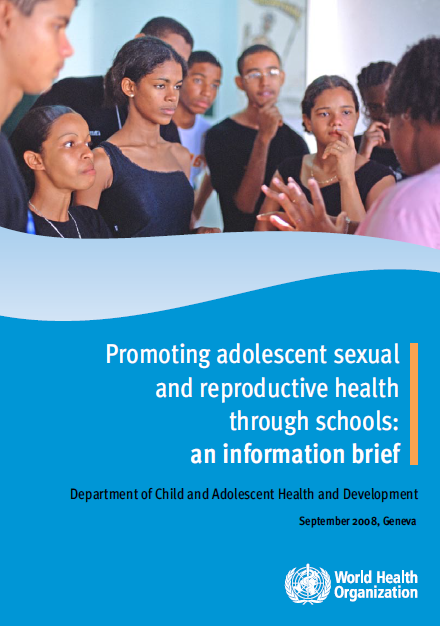 Promoting adolescent sexual
and reproductive health
through schools:
an information brief
Department of Child and Adolescent Health and Development
September 2008, Geneva
World Health
Organization